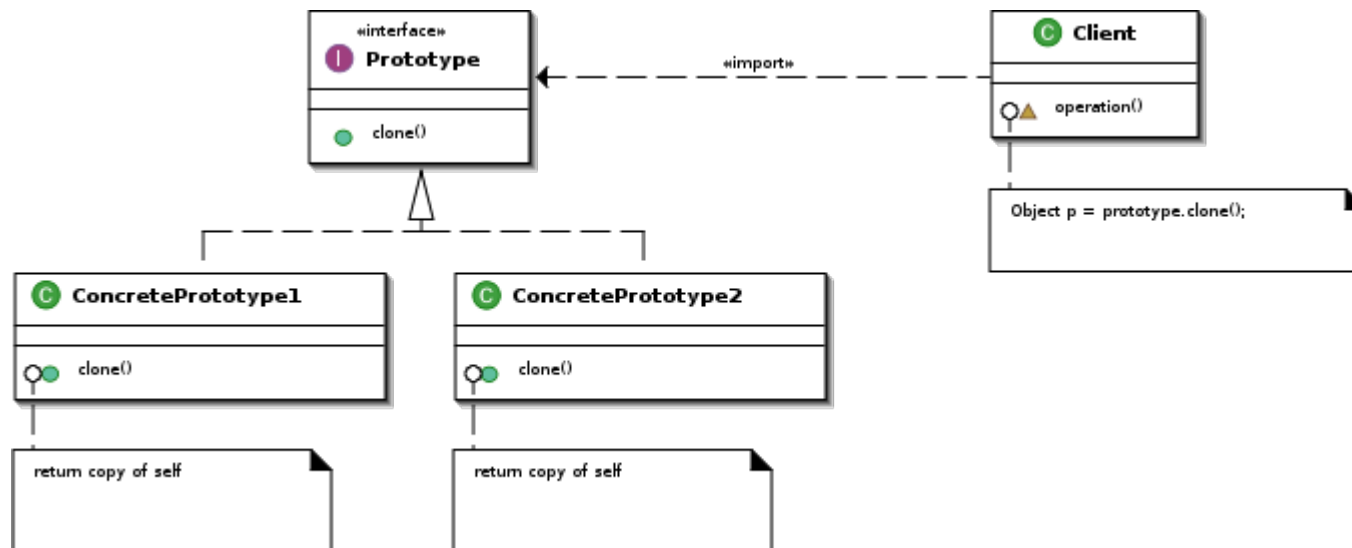 «interface»
I Prototype
clone()
«import»
C Client
operation()
Object p = prototype.clone();
C ConcretePrototype1
clone()
return copy of self
C ConcretePrototype2
clone()
return copy of self